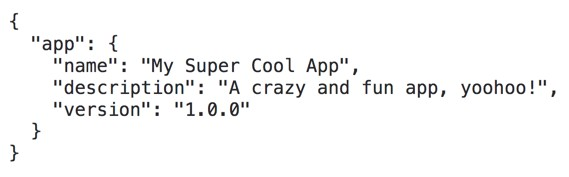 {
  "app": {
    "name": "My Super Cool App",
    "description": "A crazy and fun app, yoohoo!",
    "version": "1.0.0"
  }
}